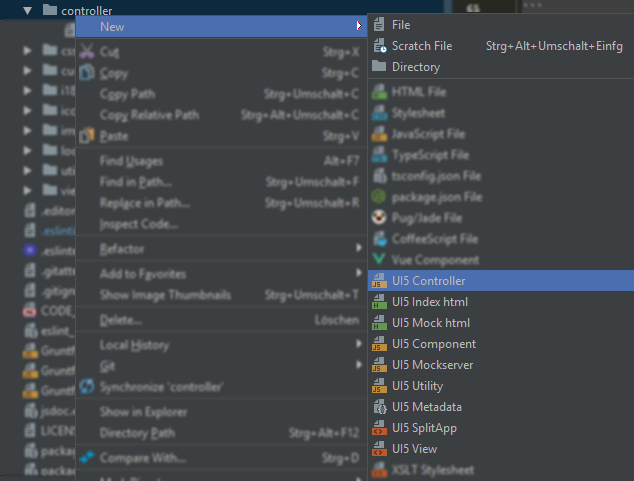 controller
65
New
File
Scratch File Strg+Alt+Umschalt+Einfg
Directory
Cut Strg+X
Copy Strg+C
Copy Path Strg+Umschalt+C
Copy Relative Path Strg+Alt+Umschalt+C
Paste Strg+V
Find Usages Alt+F7
Find in Path... Strg+Umschalt+F
Replace in Path... Strg+Umschalt+R
Inspect Code...
Refactor
Add to Favorites
Show Image Thumbnails Strg+Umschalt+T
Delete... Löschen
Local History
Git
Synchronize 'controller'
Show in Explorer
Directory Path Strg+Alt+F12
Compare With... Strg+D
HTML File
Stylesheet
JavaScript File
TypeScript File
tsconfig.json File
package.json File
Pug/Jade File
CoffeeScript File
Vue Component
UI5 Controller
UI5 Index html
UI5 Mock html
UI5 Component
UI5 Mockserver
UI5 Utility
UI5 Metadata
UI5 SplitApp
UI5 View
XSLT Stylesheet
.editor
.eslint
.gitatt
.gitign
CODE_
eslint_
Gruntf
Gruntf
Gruntf
jsdoc.
LICEN
packag
packag